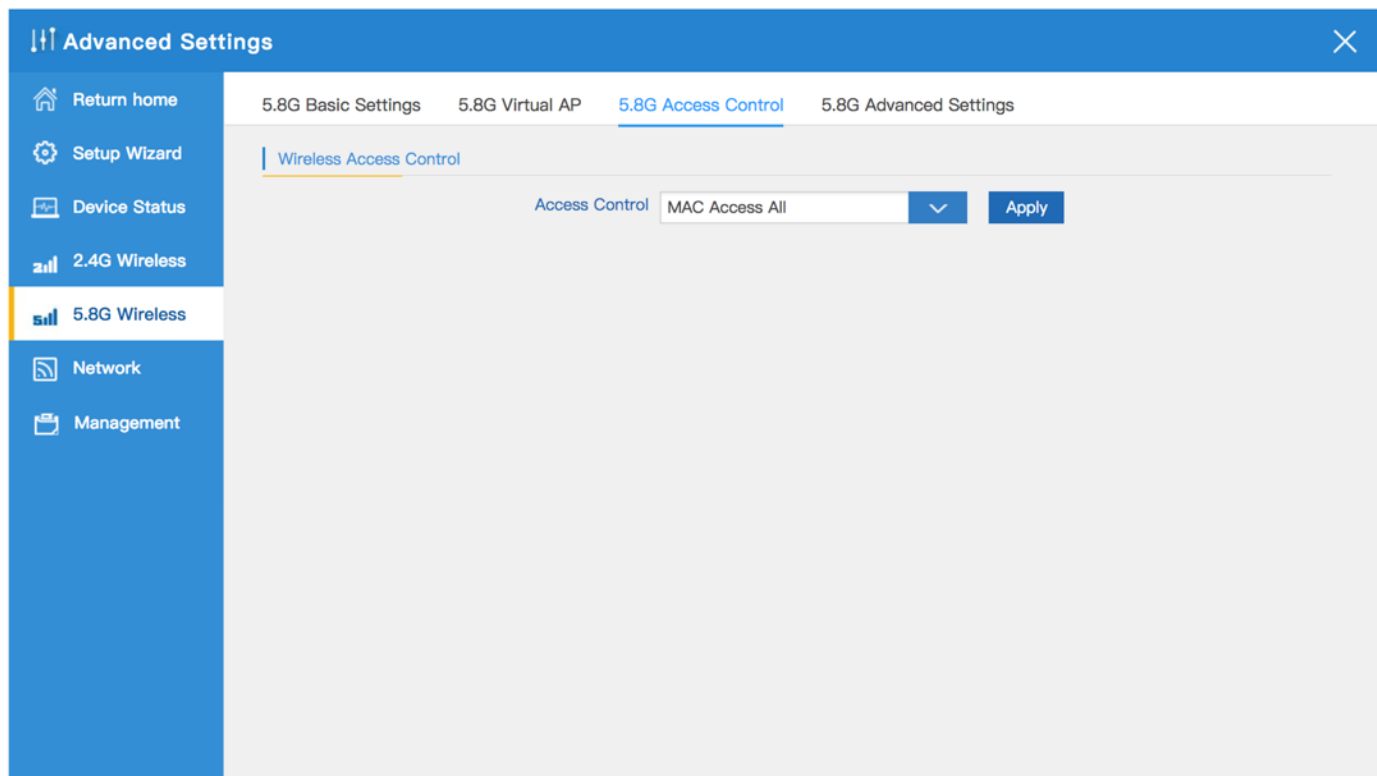 Advanced Settings
Return home
Setup Wizard
Device Status
2.4G Wireless
5.8G Wireless
Network
Management
5.8G Basic Settings 5.8G Virtual AP 5.8G Access Control 5.8G Advanced Settings
Wireless Access Control
Access Control MAC Access All Apply